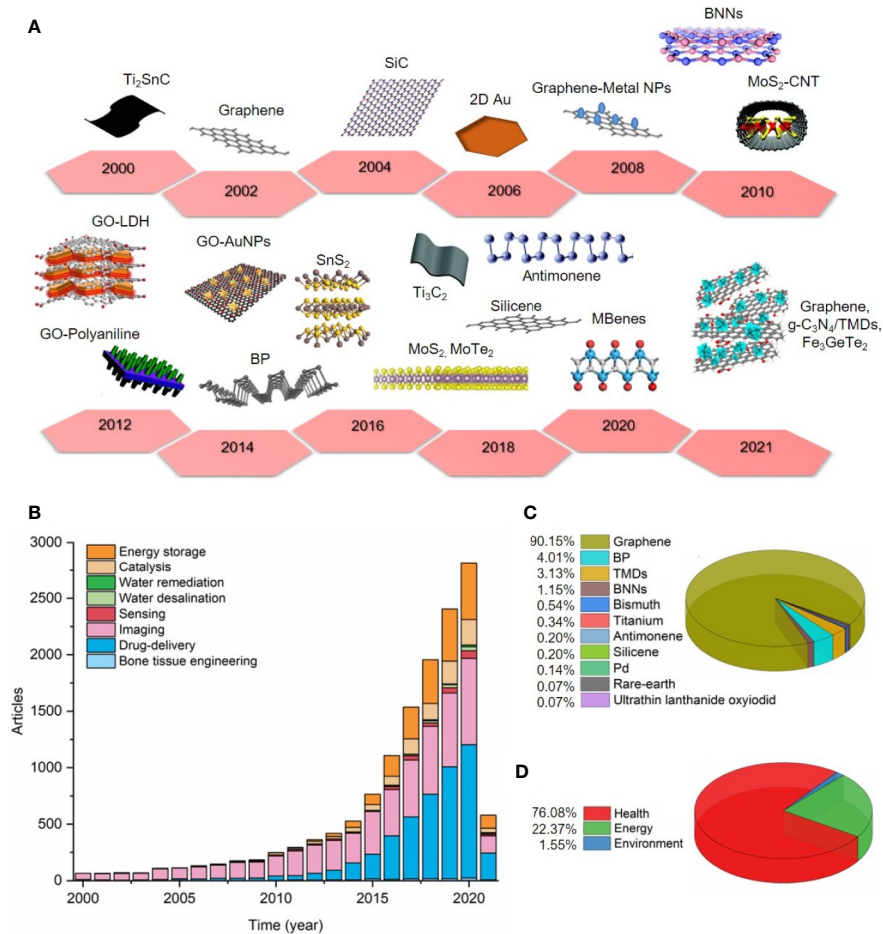 A
Ti₂SnC
Graphene
SiC
2D Au
Graphene-Metal NPs
BNNs
MoS₂-CNT
2000
2002
2004
2006
2008
2010
GO-LDH
GO-AuNPs
SnS₂
Ti₃C₂
Antimonene
Silicene
MBenes
Graphene,
g-C₃N₄/TMDs,
Fe₃GeTe₂
GO-Polyaniline
BP
MoS₂, MoTe₂
2012
2014
2016
2018
2020
2021
B
3000
2500
2000
1500
1000
500
0
Articles
Energy storage
Catalysis
Water remediation
Water desalination
Sensing
Imaging
Drug-delivery
Bone tissue engineering
2000
2005
2010
2015
2020
Time (year)
C
90.15% Graphene
4.01% BP
3.13% TMDs
1.15% BNNs
0.54% Bismuth
0.34% Titanium
0.20% Antimonene
0.20% Silicene
0.14% Pd
0.07% Rare-earth
0.07% Ultrathin lanthanide oxyiodid
D
76.08% Health
22.37% Energy
1.55% Environment